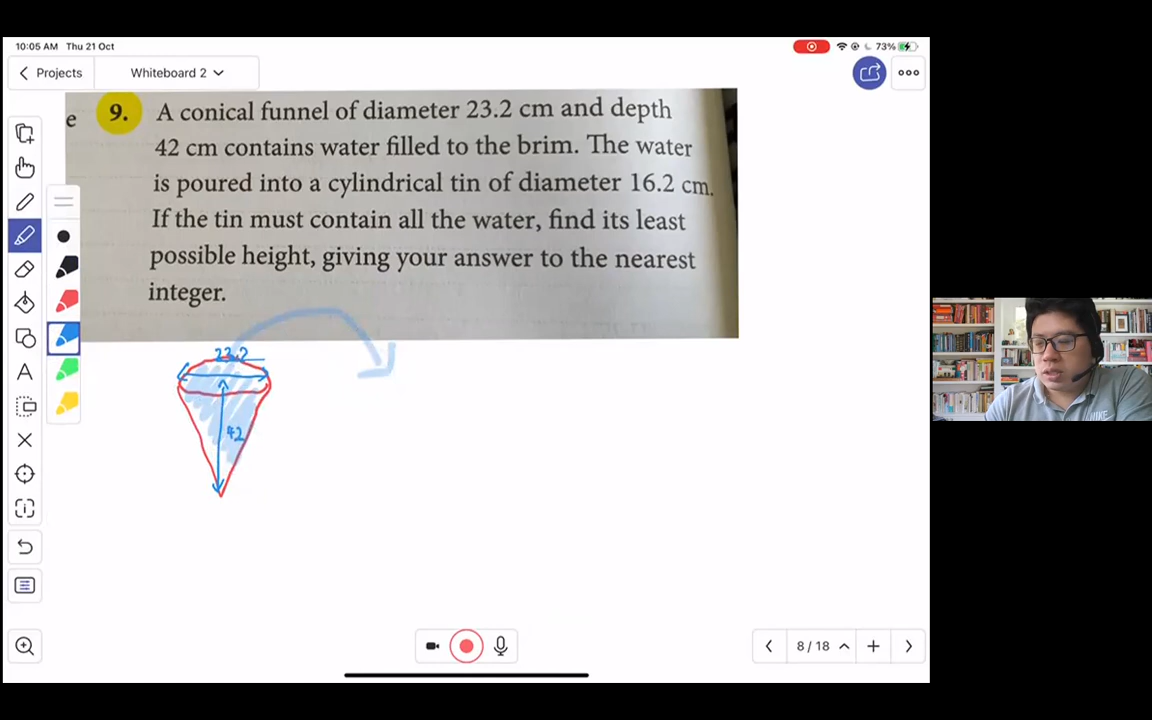 10:05 AM Thu 21 Oct
73%
Projects
Whiteboard 2
e 9. A conical funnel of diameter 23.2 cm and depth
42 cm contains water filled to the brim. The water
is poured into a cylindrical tin of diameter 16.2 cm.
If the tin must contain all the water, find its least
possible height, giving your answer to the nearest
integer.
23.2
42
A
8/18